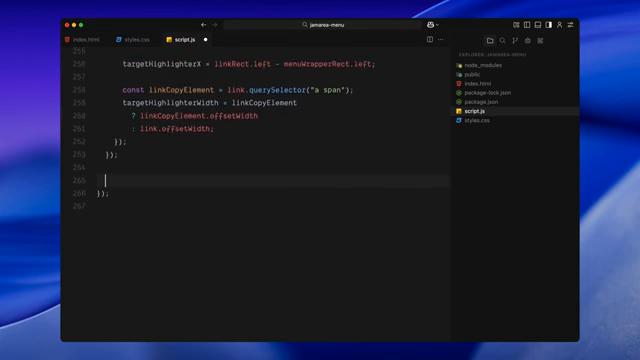 jamarea-menu
index.html
styles.css
script.js
EXPLORER: JAMAREA-MENU
node_modules
public
index.html
package-lock.json
package.json
script.js
styles.css
255
256 targetHighlighterX = linkRect.left - menuWrapperRect.left;
257
258 const linkCopyElement = link.querySelector("a span");
259 targetHighlighterWidth = linkCopyElement
260 ? linkCopyElement.offsetWidth
261 : link.offsetWidth;
262 });
263 });
264
265
266 });
267